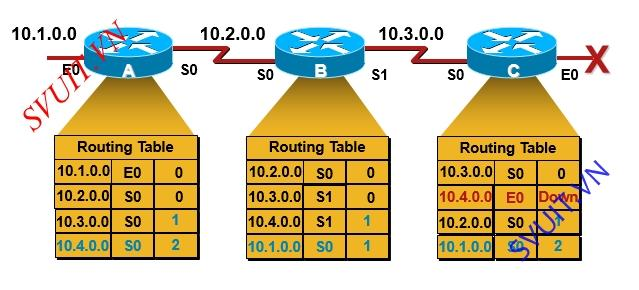 10.1.0.0 10.2.0.0 10.3.0.0
E0 A S0 S0 B S1 S0 C E0 X
SVUIT.VN
Routing Table
10.1.0.0 E0 0
10.2.0.0 S0 0
10.3.0.0 S0 1
10.4.0.0 S0 2
Routing Table
10.2.0.0 S0 0
10.3.0.0 S1 0
10.4.0.0 S1 1
10.1.0.0 S0 1
Routing Table
10.3.0.0 S0 0
10.4.0.0 E0 Down
10.2.0.0 S0
10.1.0.0 S0 2
SVUIT.VN